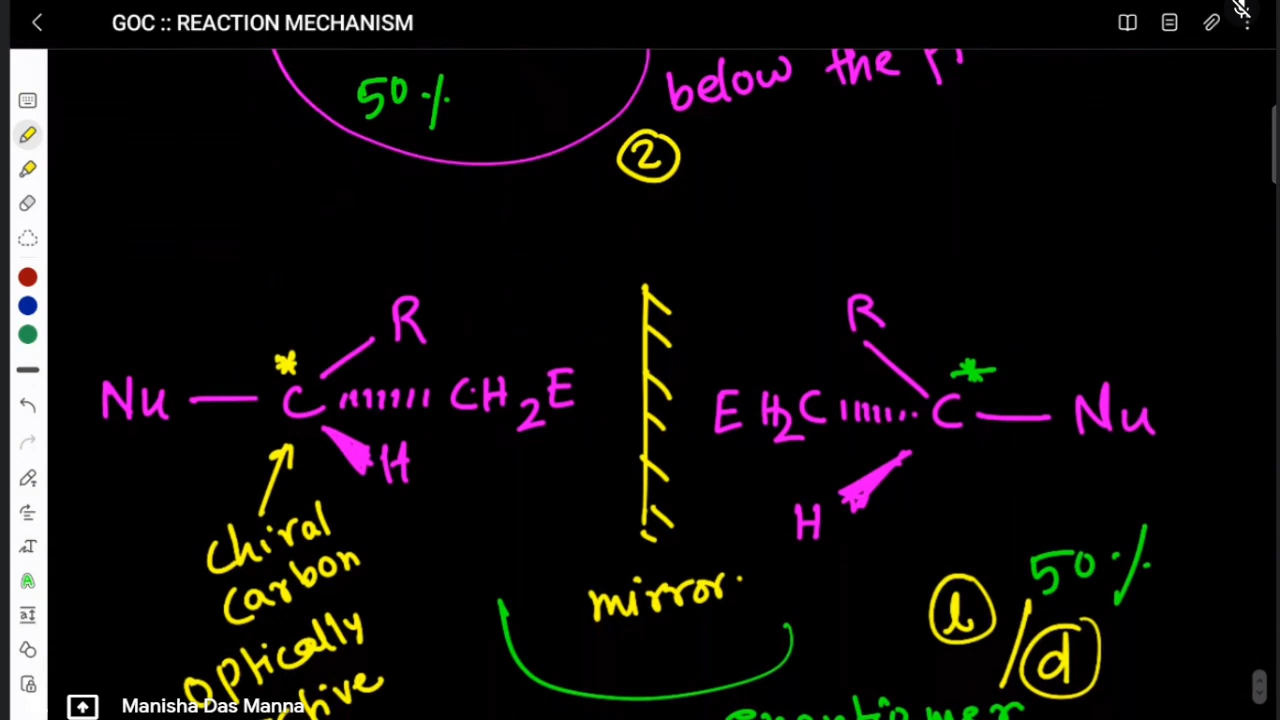 GOC :: REACTION MECHANISM
50%
below the
2
R
Nu — C* CH2E
H
R
EH2C C* — Nu
H
Chiral
carbon
optically
mirror.
50%
l / d
enantiomer
Manisha Das Manna